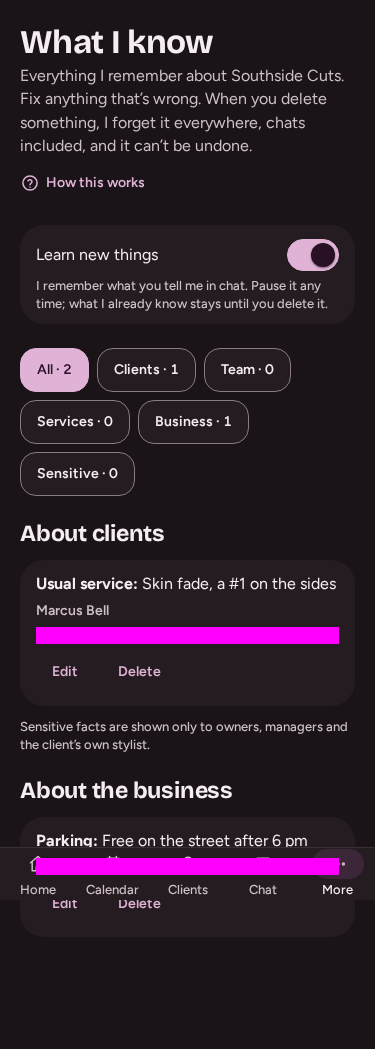 What I know
Everything I remember about Southside Cuts.
Fix anything that’s wrong. When you delete
something, I forget it everywhere, chats
included, and it can’t be undone.
How this works
Learn new things
I remember what you tell me in chat. Pause it any
time; what I already know stays until you delete it.
All · 2
Clients · 1
Team · 0
Services · 0
Business · 1
Sensitive · 0
About clients
Usual service: Skin fade, a #1 on the sides
Marcus Bell
Edit
Delete
Sensitive facts are shown only to owners, managers and
the client’s own stylist.
About the business
Parking: Free on the street after 6 pm
Home
Calendar
Clients
Chat
More
Edit
Delete